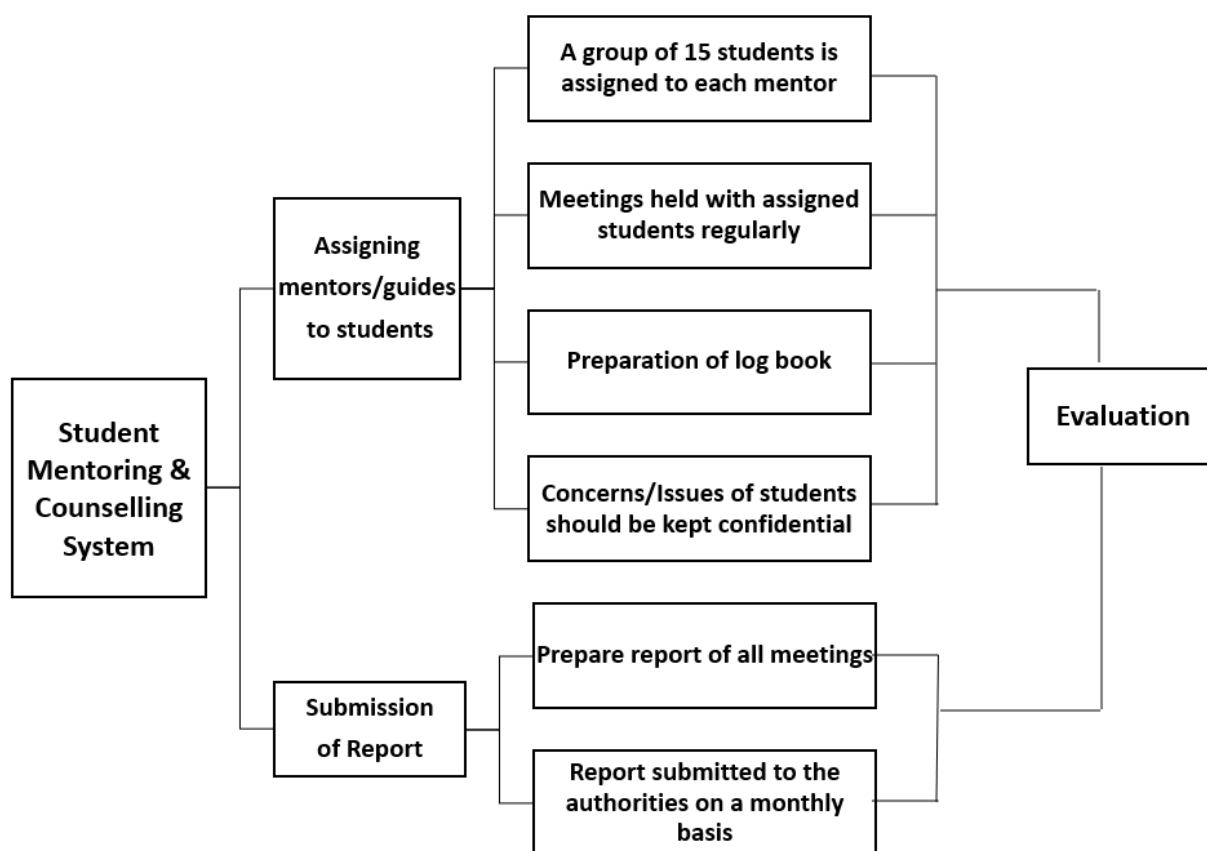 Student
Mentoring &
Counselling
System
Assigning
mentors/guides
to students
A group of 15 students is
assigned to each mentor
Meetings held with assigned
students regularly
Preparation of log book
Concerns/Issues of students
should be kept confidential
Submission
of Report
Prepare report of all meetings
Report submitted to the
authorities on a monthly
basis
Evaluation